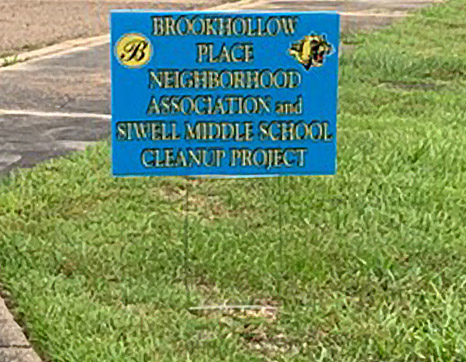 BROOKHOLLOW
B
PLACE
NEIGHBORHOOD
ASSOCIATION and
SIWELL MIDDLE SCHOOL
CLEANUP PROJECT